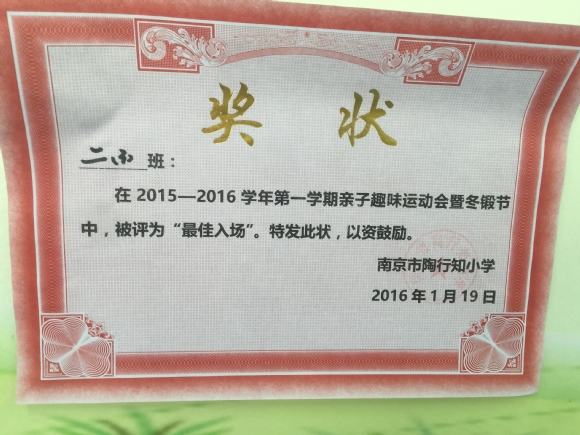 奖状
二 班：
在 2015—2016 学年第一学期亲子趣味运动会暨冬锻节
中，被评为“最佳入场”。特发此状，以资鼓励。
南京市陶行知小学
2016 年 1 月 19 日